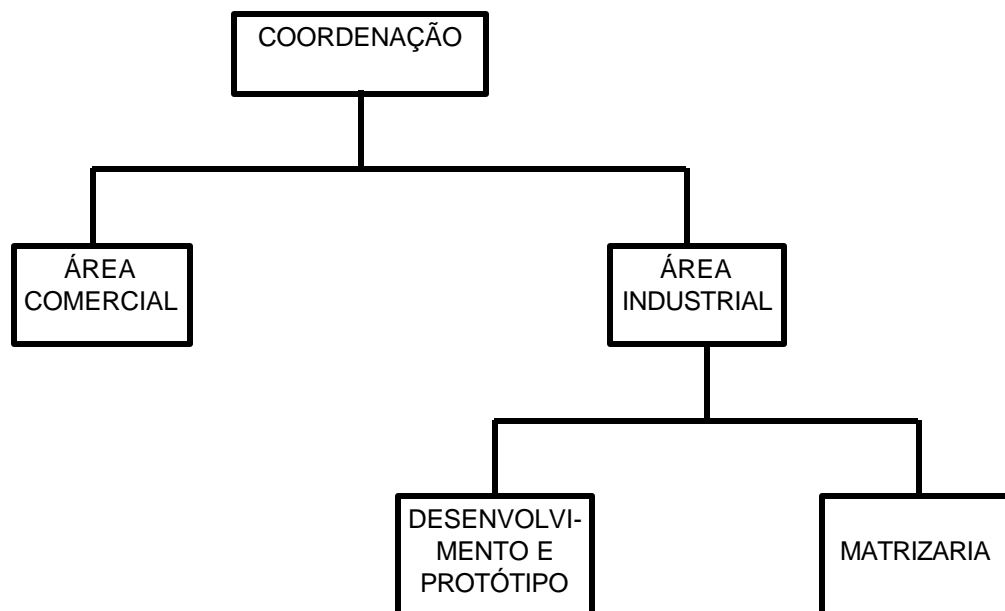 COORDENAÇÃO
ÁREA
COMERCIAL
ÁREA
INDUSTRIAL
DESENVOLVI-
MENTO E
PROTÓTIPO
MATRIZARIA